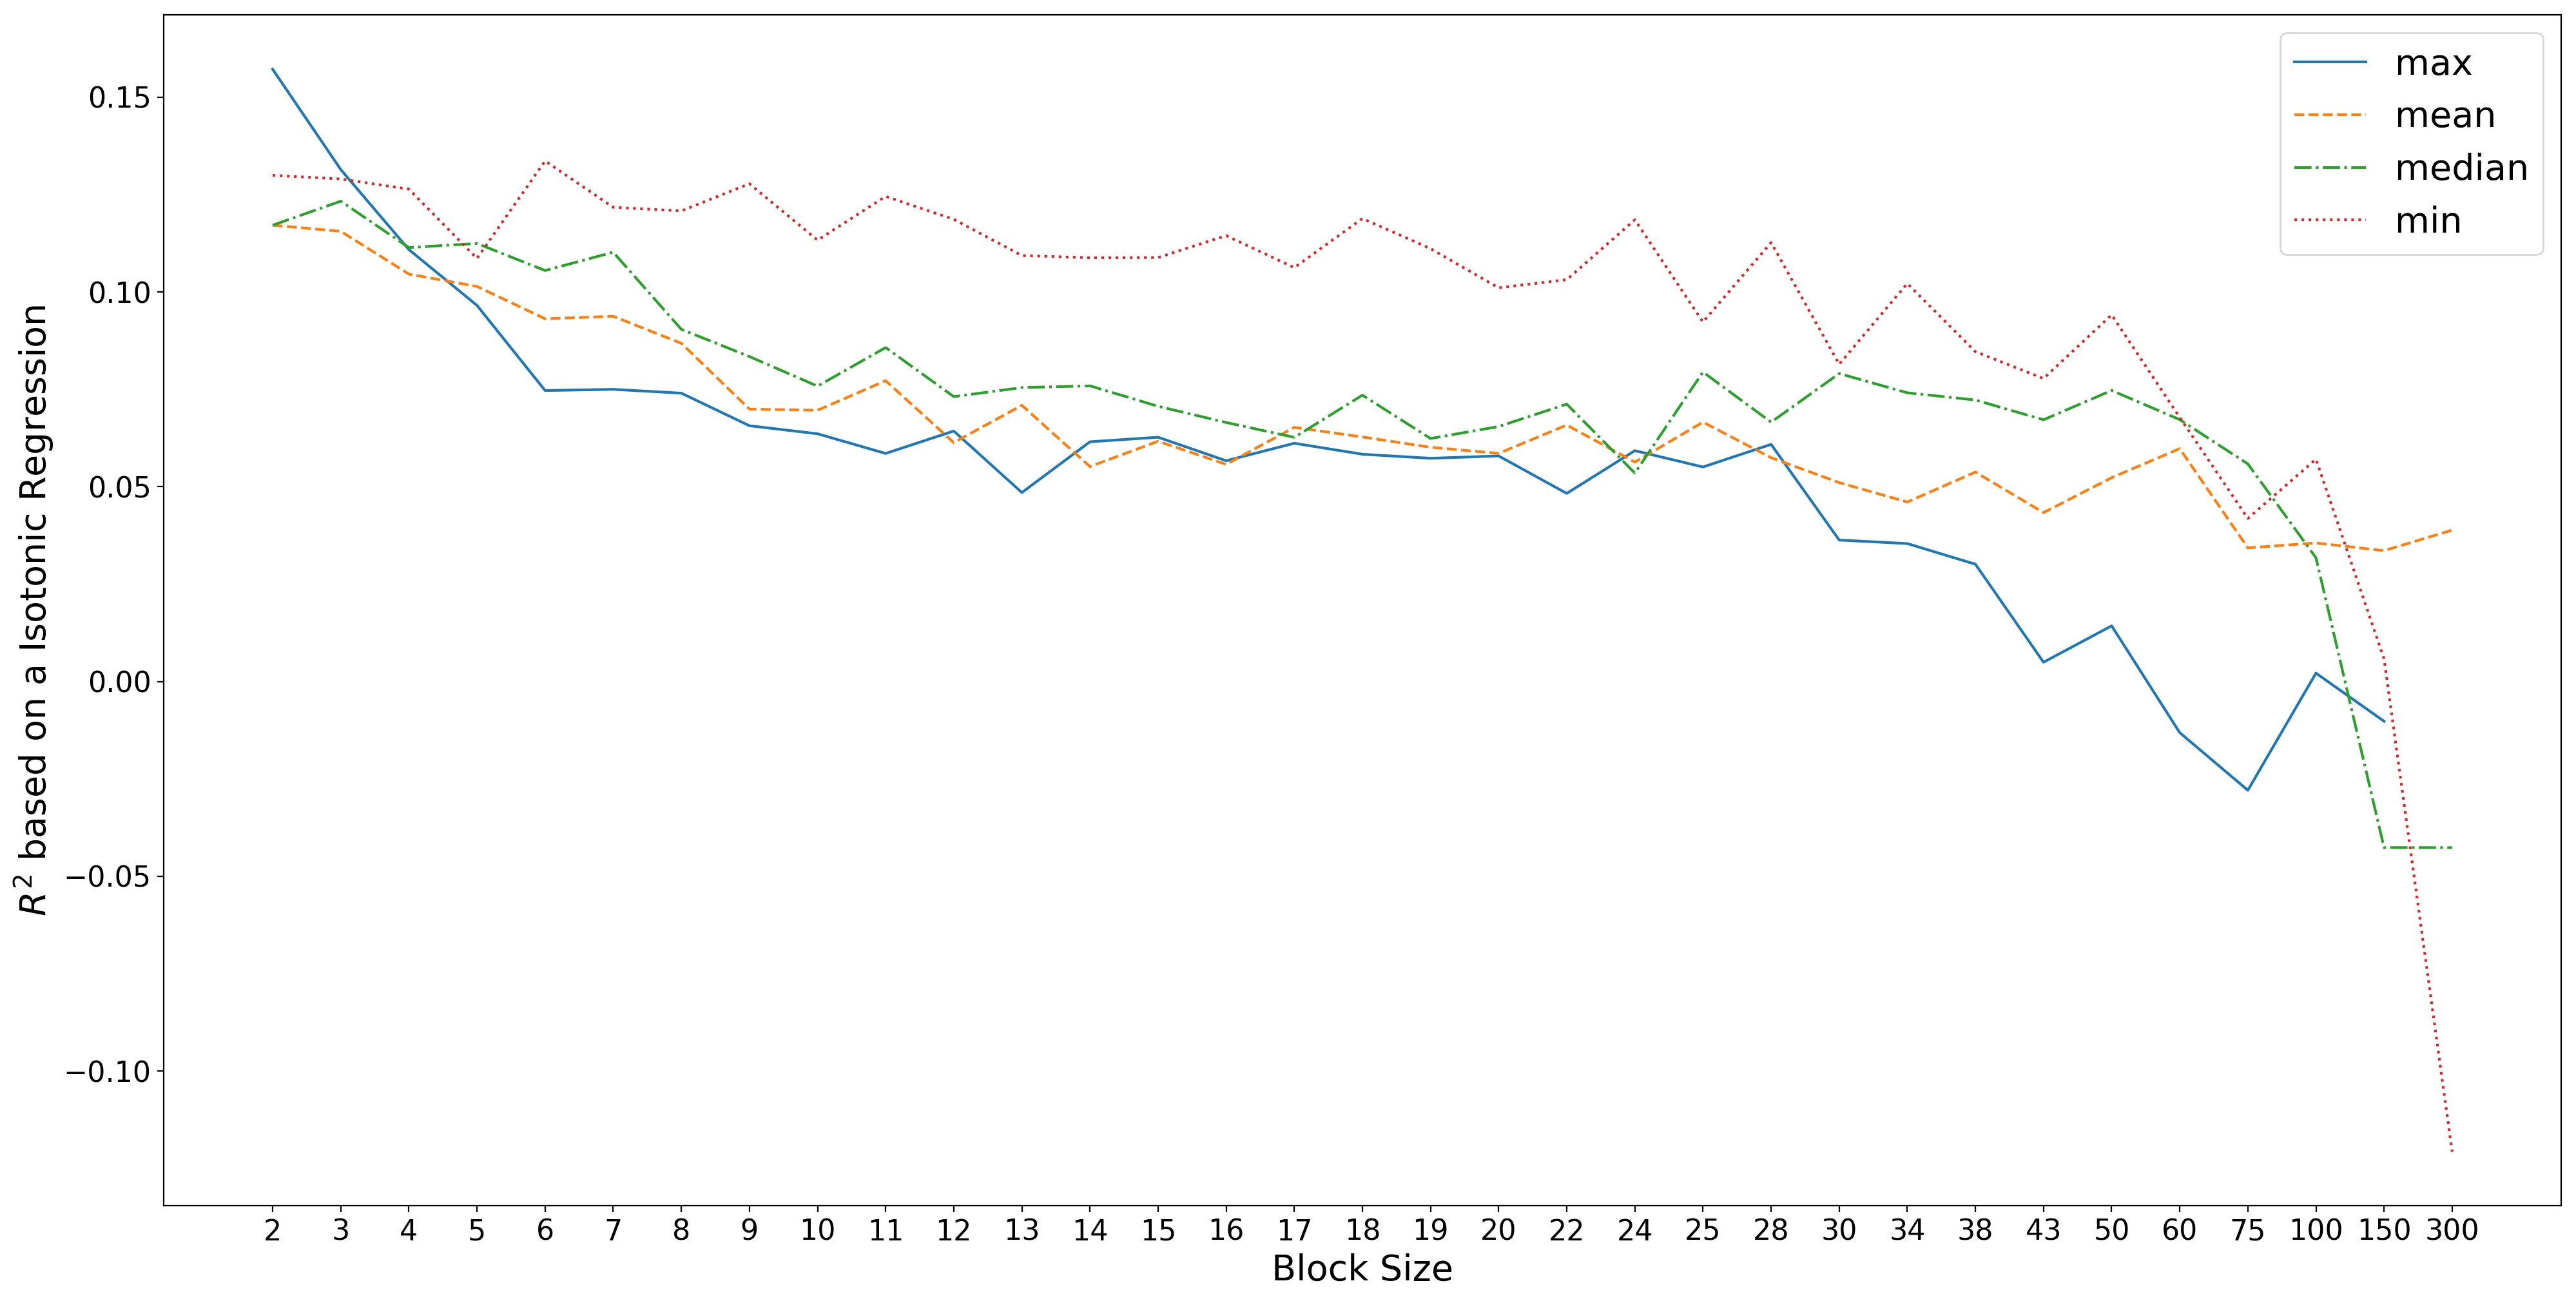 max
mean
median
min
0.15
0.10
0.05
0.00
−0.05
−0.10
R² based on a Isotonic Regression
2 3 4 5 6 7 8 9 10 11 12 13 14 15 16 17 18 19 20 22 24 25 28 30 34 38 43 50 60 75 100 150 300
Block Size